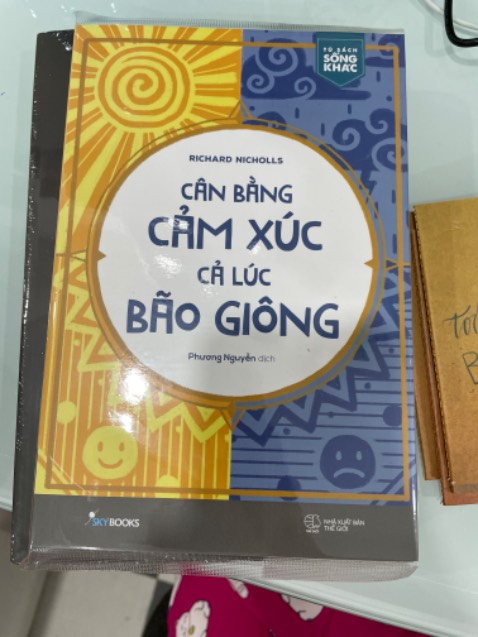 TỦ SÁCH
SỐNG
KHÁC
RICHARD NICHOLLS
CÂN BẰNG
CẢM XÚC
CẢ LÚC
BÃO GIÔNG
Phương Nguyễn dịch
SKYBOOKS
NHÀ XUẤT BẢN
THẾ GIỚI